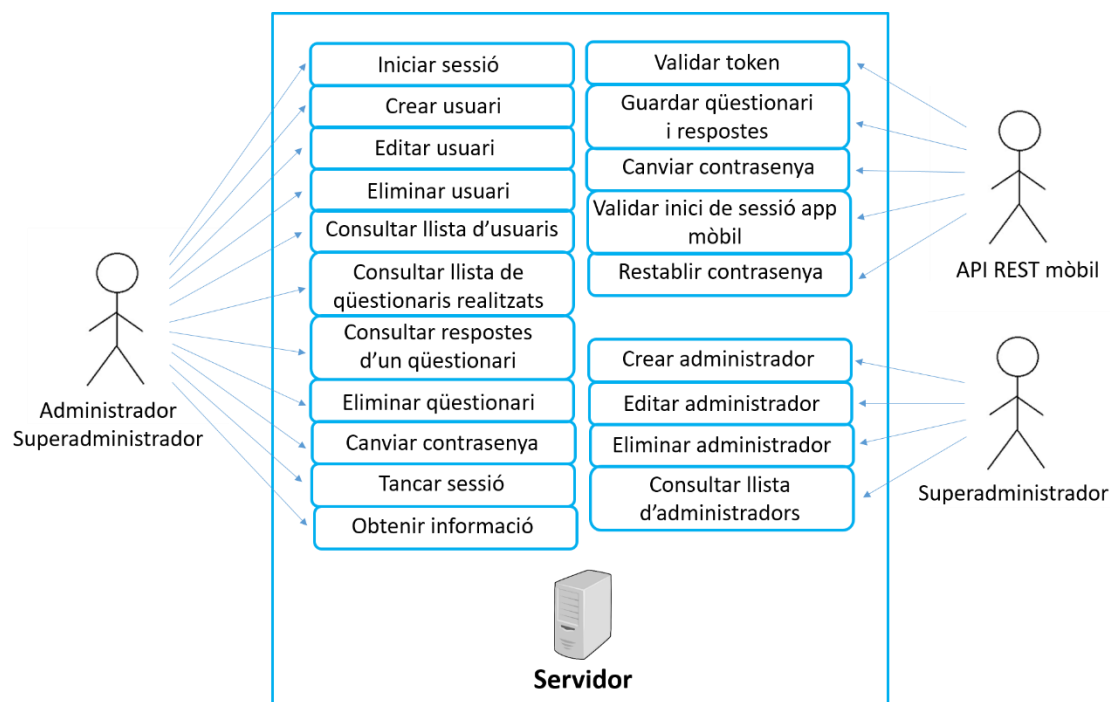 Iniciar sessió
Crear usuari
Editar usuari
Eliminar usuari
Consultar llista d’usuaris
Consultar llista de
qüestionaris realitzats
Consultar respostes
d’un qüestionari
Eliminar qüestionari
Canviar contrasenya
Tancar sessió
Obtenir informació
Administrador
Superadministrador
Validar token
Guardar qüestionari
i respostes
Canviar contrasenya
Validar inici de sessió app
mòbil
Restablir contrasenya
API REST mòbil
Crear administrador
Editar administrador
Eliminar administrador
Consultar llista
d’administradors
Superadministrador
Servidor